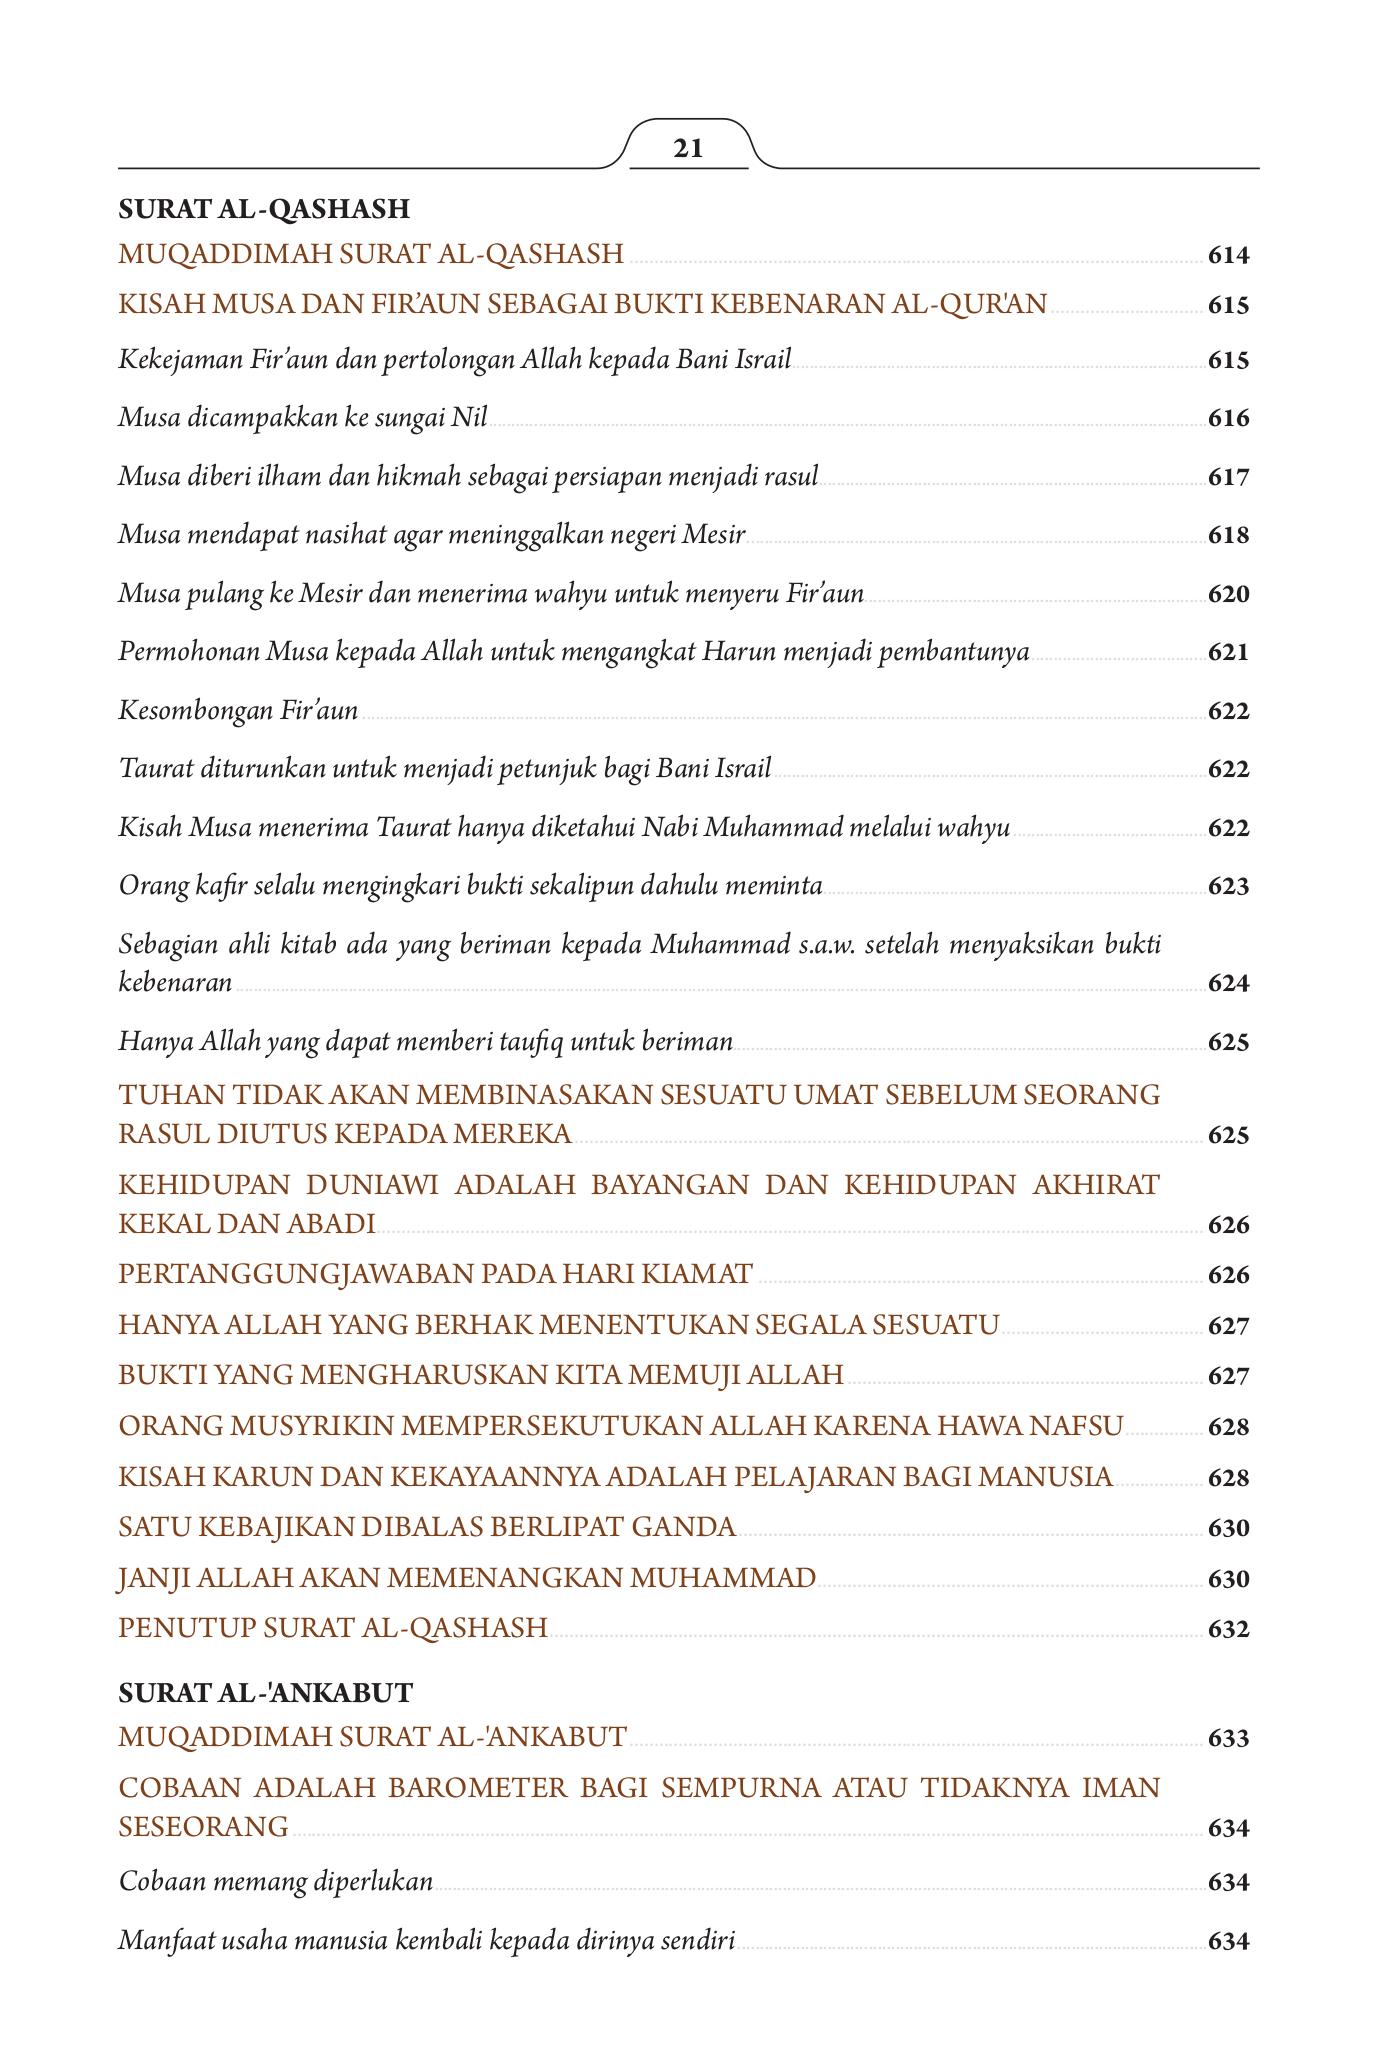 21
SURAT AL-QASHASH
MUQADDIMAH SURAT AL-QASHASH 614
KISAH MUSA DAN FIR’AUN SEBAGAI BUKTI KEBENARAN AL-QUR'AN 615
Kekejaman Fir’aun dan pertolongan Allah kepada Bani Israil 615
Musa dicampakkan ke sungai Nil 616
Musa diberi ilham dan hikmah sebagai persiapan menjadi rasul 617
Musa mendapat nasihat agar meninggalkan negeri Mesir 618
Musa pulang ke Mesir dan menerima wahyu untuk menyeru Fir’aun 620
Permohonan Musa kepada Allah untuk mengangkat Harun menjadi pembantunya 621
Kesombongan Fir’aun 622
Taurat diturunkan untuk menjadi petunjuk bagi Bani Israil 622
Kisah Musa menerima Taurat hanya diketahui Nabi Muhammad melalui wahyu 622
Orang kafir selalu mengingkari bukti sekalipun dahulu meminta 623
Sebagian ahli kitab ada yang beriman kepada Muhammad s.a.w. setelah menyaksikan bukti
kebenaran 624
Hanya Allah yang dapat memberi taufiq untuk beriman 625
TUHAN TIDAK AKAN MEMBINASAKAN SESUATU UMAT SEBELUM SEORANG
RASUL DIUTUS KEPADA MEREKA 625
KEHIDUPAN DUNIAWI ADALAH BAYANGAN DAN KEHIDUPAN AKHIRAT
KEKAL DAN ABADI 626
PERTANGGUNGJAWABAN PADA HARI KIAMAT 626
HANYA ALLAH YANG BERHAK MENENTUKAN SEGALA SESUATU 627
BUKTI YANG MENGHARUSKAN KITA MEMUJI ALLAH 627
ORANG MUSYRIKIN MEMPERSEKUTUKAN ALLAH KARENA HAWA NAFSU 628
KISAH KARUN DAN KEKAYAANNYA ADALAH PELAJARAN BAGI MANUSIA 628
SATU KEBAJIKAN DIBALAS BERLIPAT GANDA 630
JANJI ALLAH AKAN MEMENANGKAN MUHAMMAD 630
PENUTUP SURAT AL-QASHASH 632
SURAT AL-'ANKABUT
MUQADDIMAH SURAT AL-'ANKABUT 633
COBAAN ADALAH BAROMETER BAGI SEMPURNA ATAU TIDAKNYA IMAN
SESEORANG 634
Cobaan memang diperlukan 634
Manfaat usaha manusia kembali kepada dirinya sendiri 634